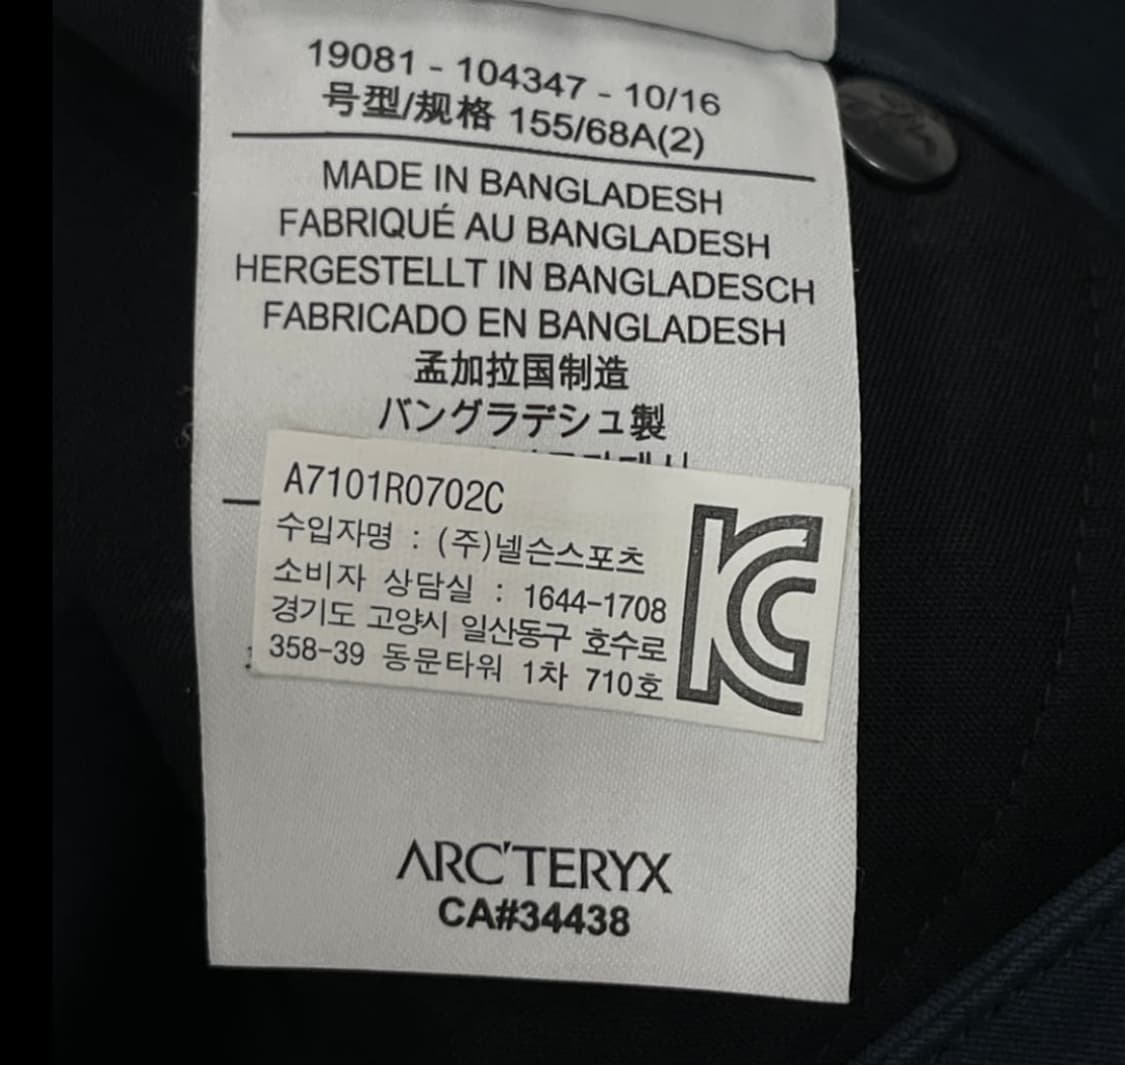 19081 - 104347 - 10/16
号型/规格 155/68A(2)
MADE IN BANGLADESH
FABRIQUÉ AU BANGLADESH
HERGESTELLT IN BANGLADESCH
FABRICADO EN BANGLADESH
孟加拉国制造
バングラデシュ製
A7101R0702C
수입자명 : (주)넬슨스포츠
소비자 상담실 : 1644-1708
경기도 고양시 일산동구 호수로
358-39 동문타워 1차 710호
KC
ARC'TERYX
CA#34438